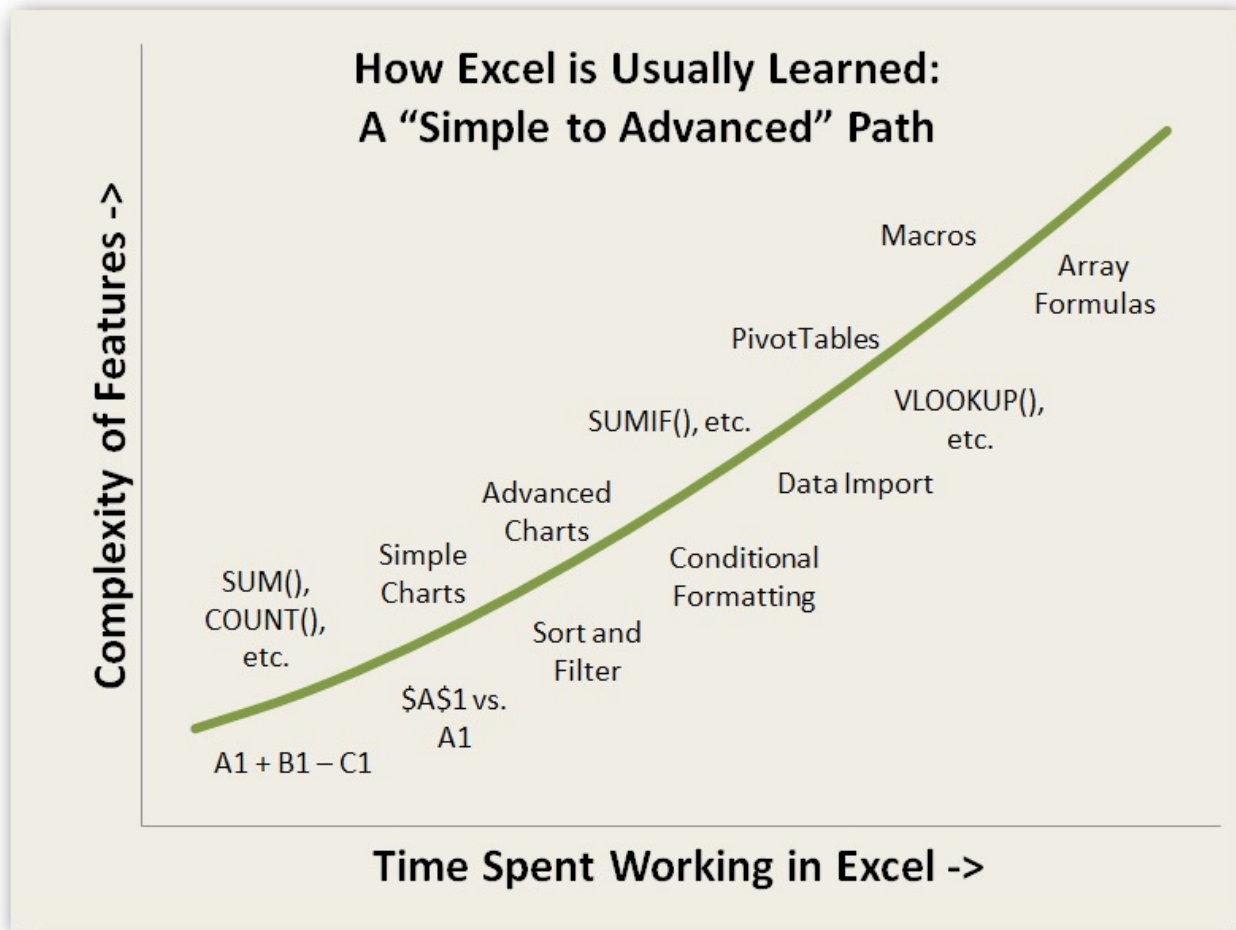 How Excel is Usually Learned:
A “Simple to Advanced” Path
Complexity of Features ->
Macros
Array
Formulas
PivotTables
VLOOKUP(),
etc.
SUMIF(), etc.
Data Import
Advanced
Charts
Conditional
Formatting
Simple
Charts
SUM(),
COUNT(),
etc.
Sort and
Filter
$A$1 vs.
A1
A1 + B1 – C1
Time Spent Working in Excel ->